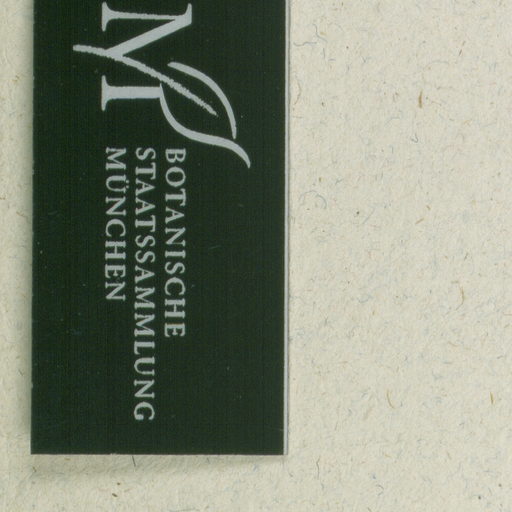 M
BOTANISCHE
STAATSSAMMLUNG
MÜNCHEN